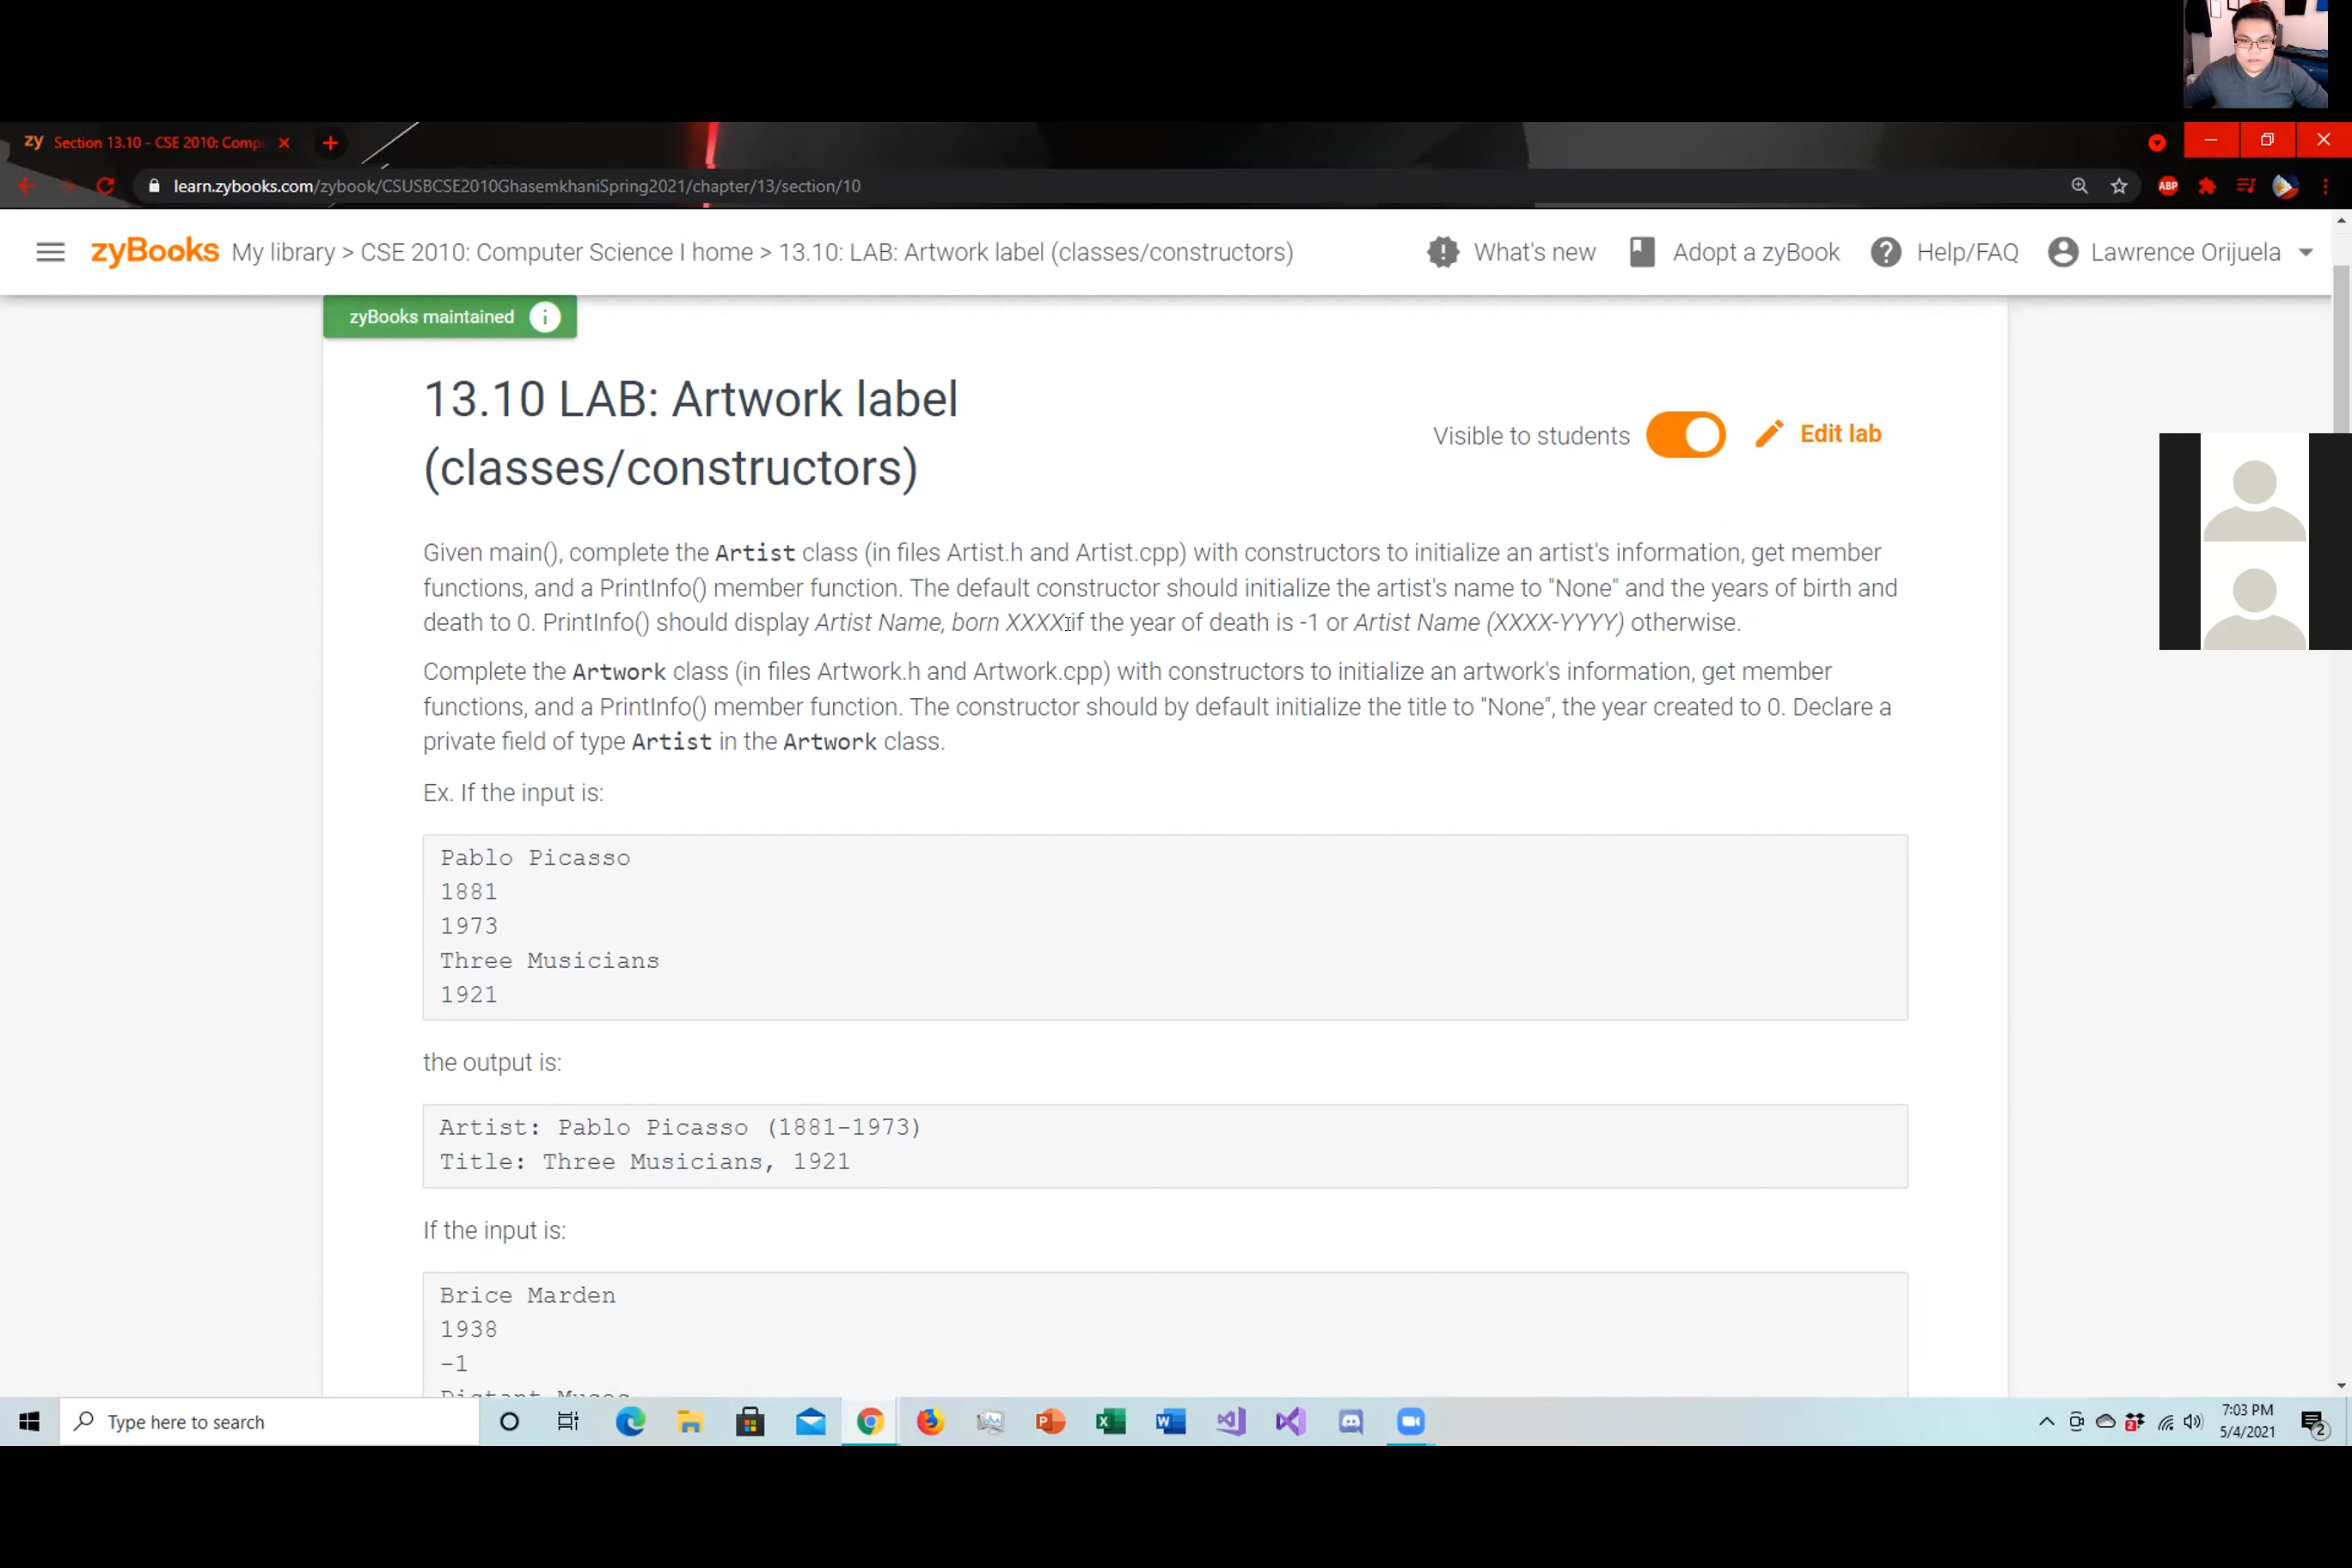 zy Section 13.10 - CSE 2010: Comp
learn.zybooks.com/zybook/CSUSBCSE2010GhasemkhaniSpring2021/chapter/13/section/10
ABP
zyBooks My library > CSE 2010: Computer Science I home > 13.10: LAB: Artwork label (classes/constructors)
What's new
Adopt a zyBook
Help/FAQ
Lawrence Orijuela
zyBooks maintained
13.10 LAB: Artwork label
(classes/constructors)
Visible to students
Edit lab
Given main(), complete the Artist class (in files Artist.h and Artist.cpp) with constructors to initialize an artist's information, get member
functions, and a PrintInfo() member function. The default constructor should initialize the artist's name to "None" and the years of birth and
death to 0. PrintInfo() should display Artist Name, born XXXX if the year of death is -1 or Artist Name (XXXX-YYYY) otherwise.
Complete the Artwork class (in files Artwork.h and Artwork.cpp) with constructors to initialize an artwork's information, get member
functions, and a PrintInfo() member function. The constructor should by default initialize the title to "None", the year created to 0. Declare a
private field of type Artist in the Artwork class.
Ex. If the input is:
Pablo Picasso
1881
1973
Three Musicians
1921
the output is:
Artist: Pablo Picasso (1881-1973)
Title: Three Musicians, 1921
If the input is:
Brice Marden
1938
-1
Type here to search
7:03 PM
5/4/2021
2